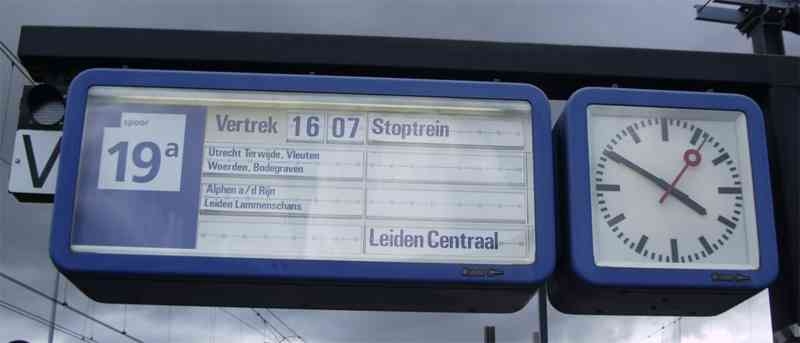 spoor
19a
Vertrek 16 07 Stoptrein
Utrecht Terwijde, Vleuten
Woerden, Bodegraven
Alphen a/d Rijn
Leiden Lammenschans
Leiden Centraal
V